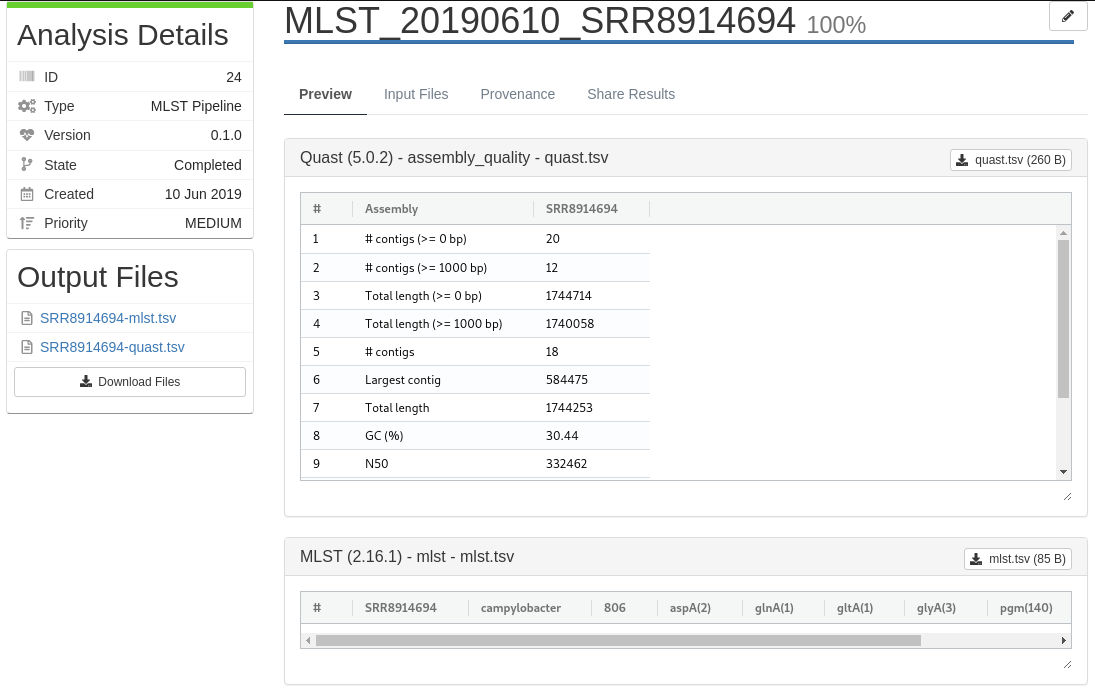 Analysis Details
ID 24
Type MLST Pipeline
Version 0.1.0
State Completed
Created 10 Jun 2019
Priority MEDIUM
Output Files
SRR8914694-mlst.tsv
SRR8914694-quast.tsv
Download Files
MLST_20190610_SRR8914694 100%
Preview Input Files Provenance Share Results
Quast (5.0.2) - assembly_quality - quast.tsv quast.tsv (260 B)
# Assembly SRR8914694
1 # contigs (>= 0 bp) 20
2 # contigs (>= 1000 bp) 12
3 Total length (>= 0 bp) 1744714
4 Total length (>= 1000 bp) 1740058
5 # contigs 18
6 Largest contig 584475
7 Total length 1744253
8 GC (%) 30.44
9 N50 332462
MLST (2.16.1) - mlst - mlst.tsv mlst.tsv (85 B)
# SRR8914694 campylobacter 806 aspA(2) glnA(1) gltA(1) glyA(3) pgm(140)